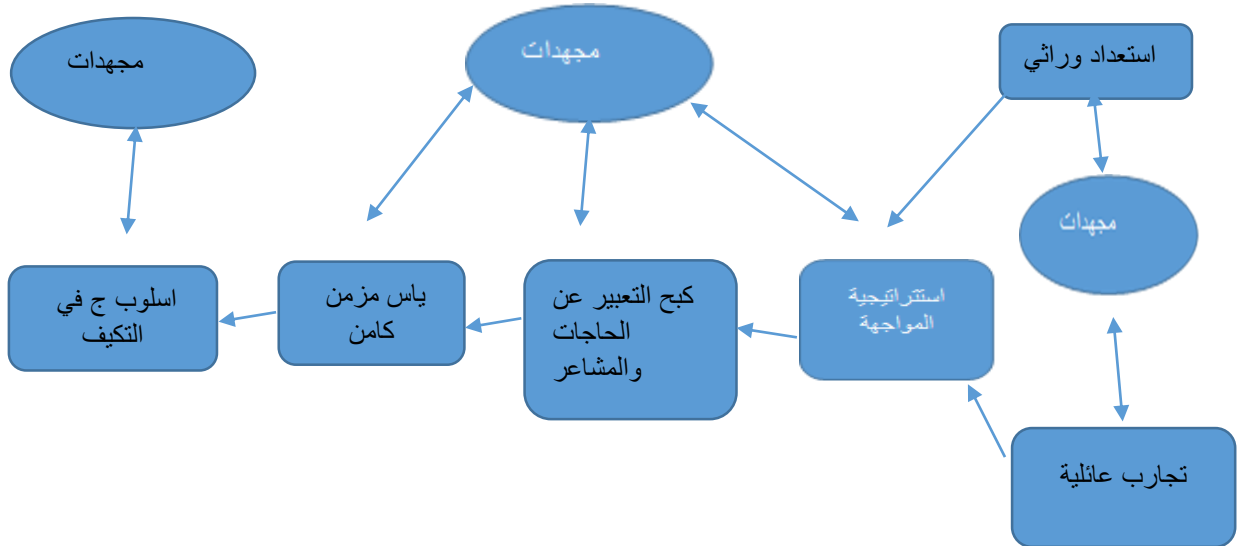 استعداد وراثي
مجهدات
مجهدات
مجهدات
استتراتيجية
المواجهة
كبح التعبير عن
الحاجات
والمشاعر
ياس مزمن
كامن
اسلوب ج في
التكيف
تجارب عائلية